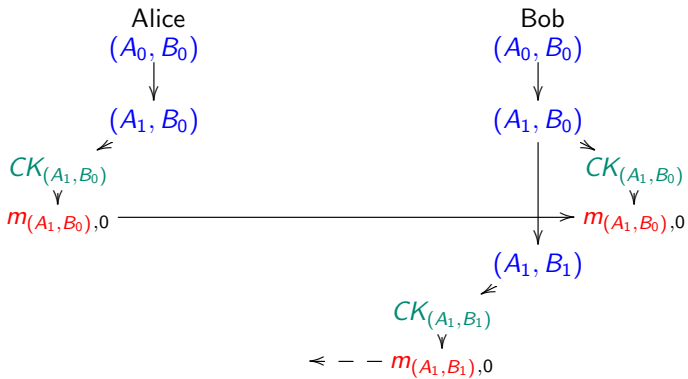 Alice Bob
(A₀, B₀) (A₀, B₀)
(A₁, B₀) (A₁, B₀)
CK₍A₁,B₀₎ CK₍A₁,B₀₎
m₍A₁,B₀₎,₀ m₍A₁,B₀₎,₀
(A₁, B₁)
CK₍A₁,B₁₎
m₍A₁,B₁₎,₀